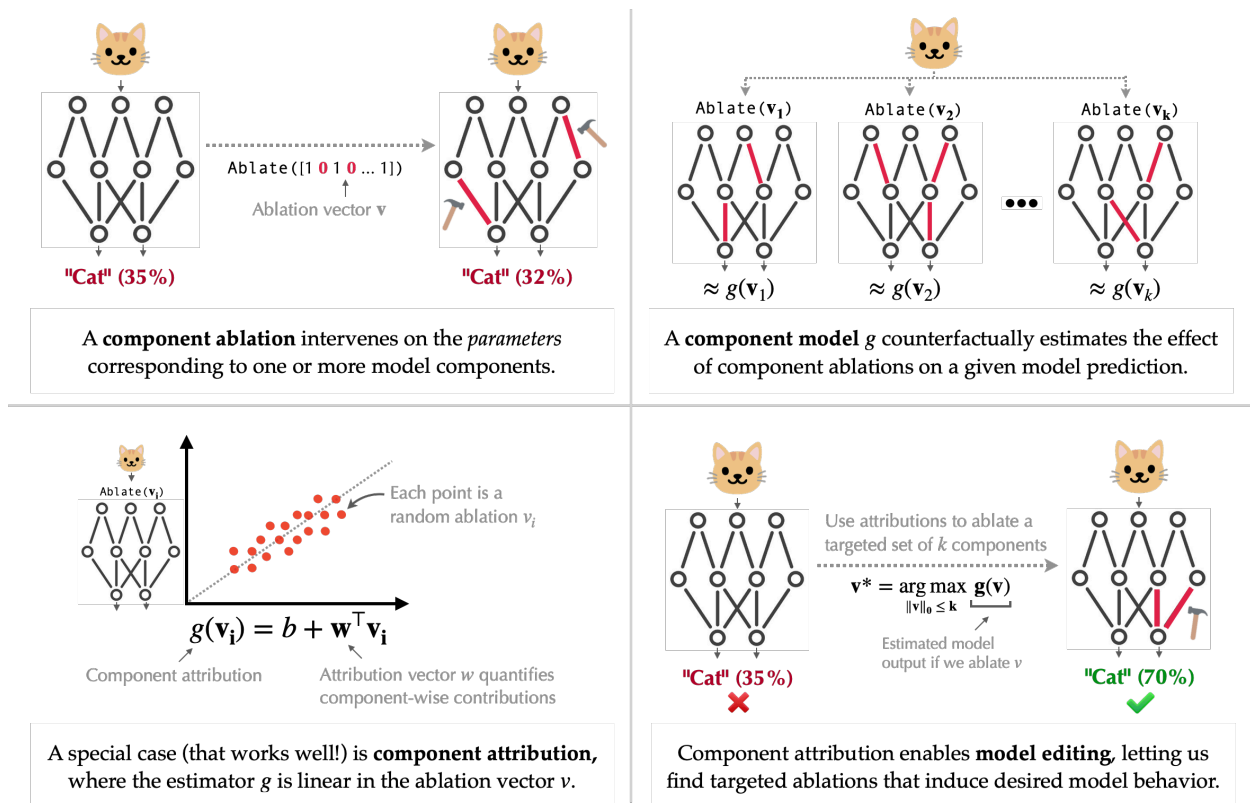 Ablate([1 0 1 0 ... 1])
Ablation vector v
"Cat" (35%)
"Cat" (32%)
A component ablation intervenes on the parameters
corresponding to one or more model components.
Ablate(v₁)
Ablate(v₂)
Ablate(vₖ)
≈ g(v₁)
≈ g(v₂)
≈ g(vₖ)
A component model g counterfactually estimates the effect
of component ablations on a given model prediction.
Ablate(vᵢ)
Each point is a
random ablation vᵢ
g(vᵢ) = b + w⊤vᵢ
Component attribution
Attribution vector w quantifies
component-wise contributions
A special case (that works well!) is component attribution,
where the estimator g is linear in the ablation vector v.
Use attributions to ablate a
targeted set of k components
v* = arg max g(v)
‖v‖₀ ≤ k
Estimated model
output if we ablate v
"Cat" (35%)
"Cat" (70%)
Component attribution enables model editing, letting us
find targeted ablations that induce desired model behavior.